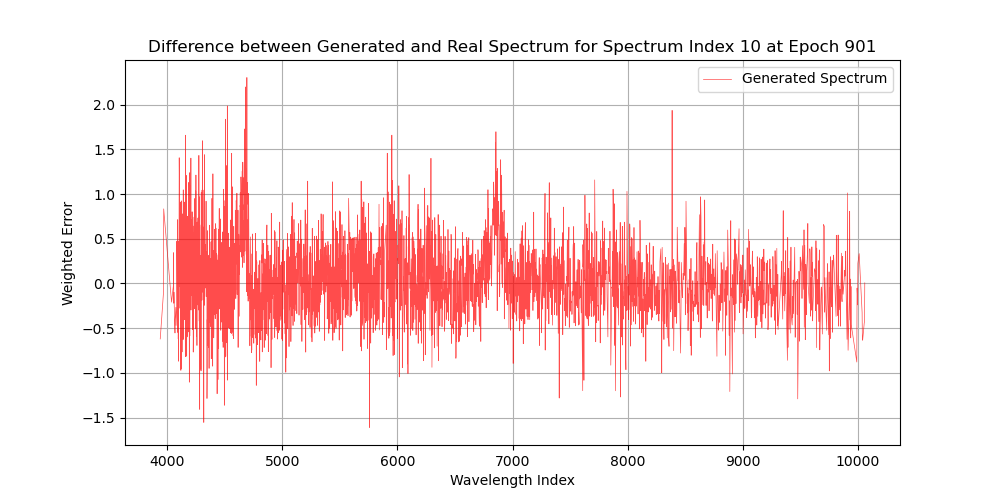 Difference between Generated and Real Spectrum for Spectrum Index 10 at Epoch 901
Generated Spectrum
2.0
1.5
1.0
0.5
0.0
−0.5
−1.0
−1.5
Weighted Error
4000 5000 6000 7000 8000 9000 10000
Wavelength Index